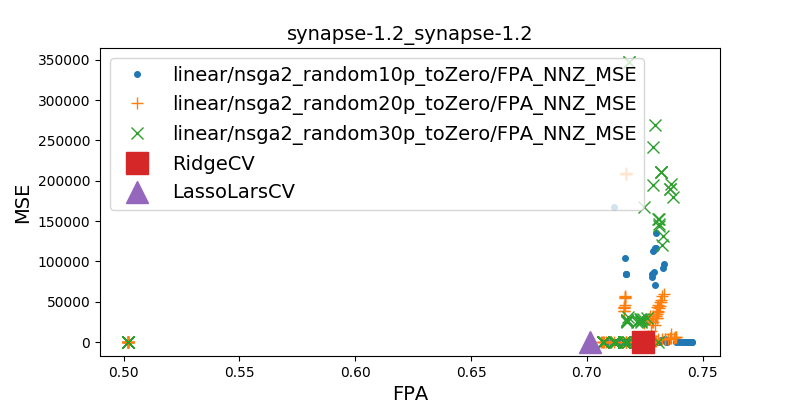 synapse-1.2_synapse-1.2
350000
300000
250000
200000
150000
100000
50000
0
MSE
linear/nsga2_random10p_toZero/FPA_NNZ_MSE
linear/nsga2_random20p_toZero/FPA_NNZ_MSE
linear/nsga2_random30p_toZero/FPA_NNZ_MSE
RidgeCV
LassoLarsCV
0.50 0.55 0.60 0.65 0.70 0.75
FPA